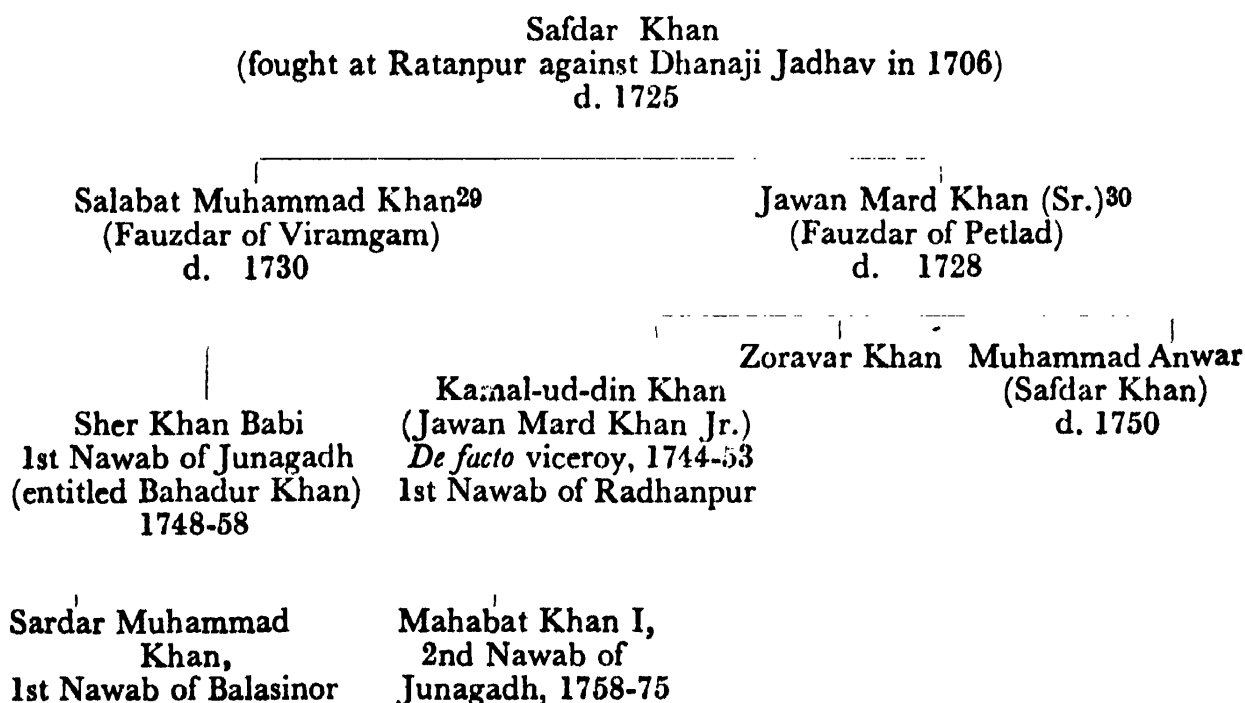 Safdar Khan
(fought at Ratanpur against Dhanaji Jadhav in 1706)
d. 1725
Salabat Muhammad Khan29
(Fauzdar of Viramgam)
d. 1730
Jawan Mard Khan (Sr.)30
(Fauzdar of Petlad)
d. 1728
Zoravar Khan
Muhammad Anwar
(Safdar Khan)
d. 1750
Sher Khan Babi
1st Nawab of Junagadh
(entitled Bahadur Khan)
1748-58
Kamal-ud-din Khan
(Jawan Mard Khan Jr.)
De facto viceroy, 1744-53
1st Nawab of Radhanpur
Sardar Muhammad
Khan,
1st Nawab of Balasinor
Mahabat Khan I,
2nd Nawab of
Junagadh, 1758-75